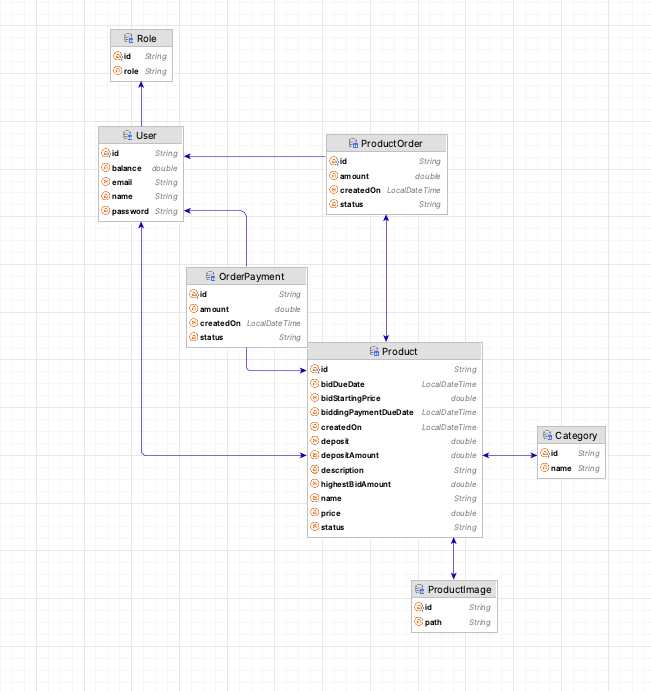 Role
id String
role String
User
id String
balance double
email String
name String
password String
ProductOrder
id String
amount double
createdOn LocalDateTime
status String
OrderPayment
id String
amount double
createdOn LocalDateTime
status String
Product
id String
bidDueDate LocalDateTime
bidStartingPrice double
biddingPaymentDueDate LocalDateTime
createdOn LocalDateTime
deposit double
depositAmount double
description String
highestBidAmount double
name String
price double
status String
Category
id String
name String
ProductImage
id String
path String